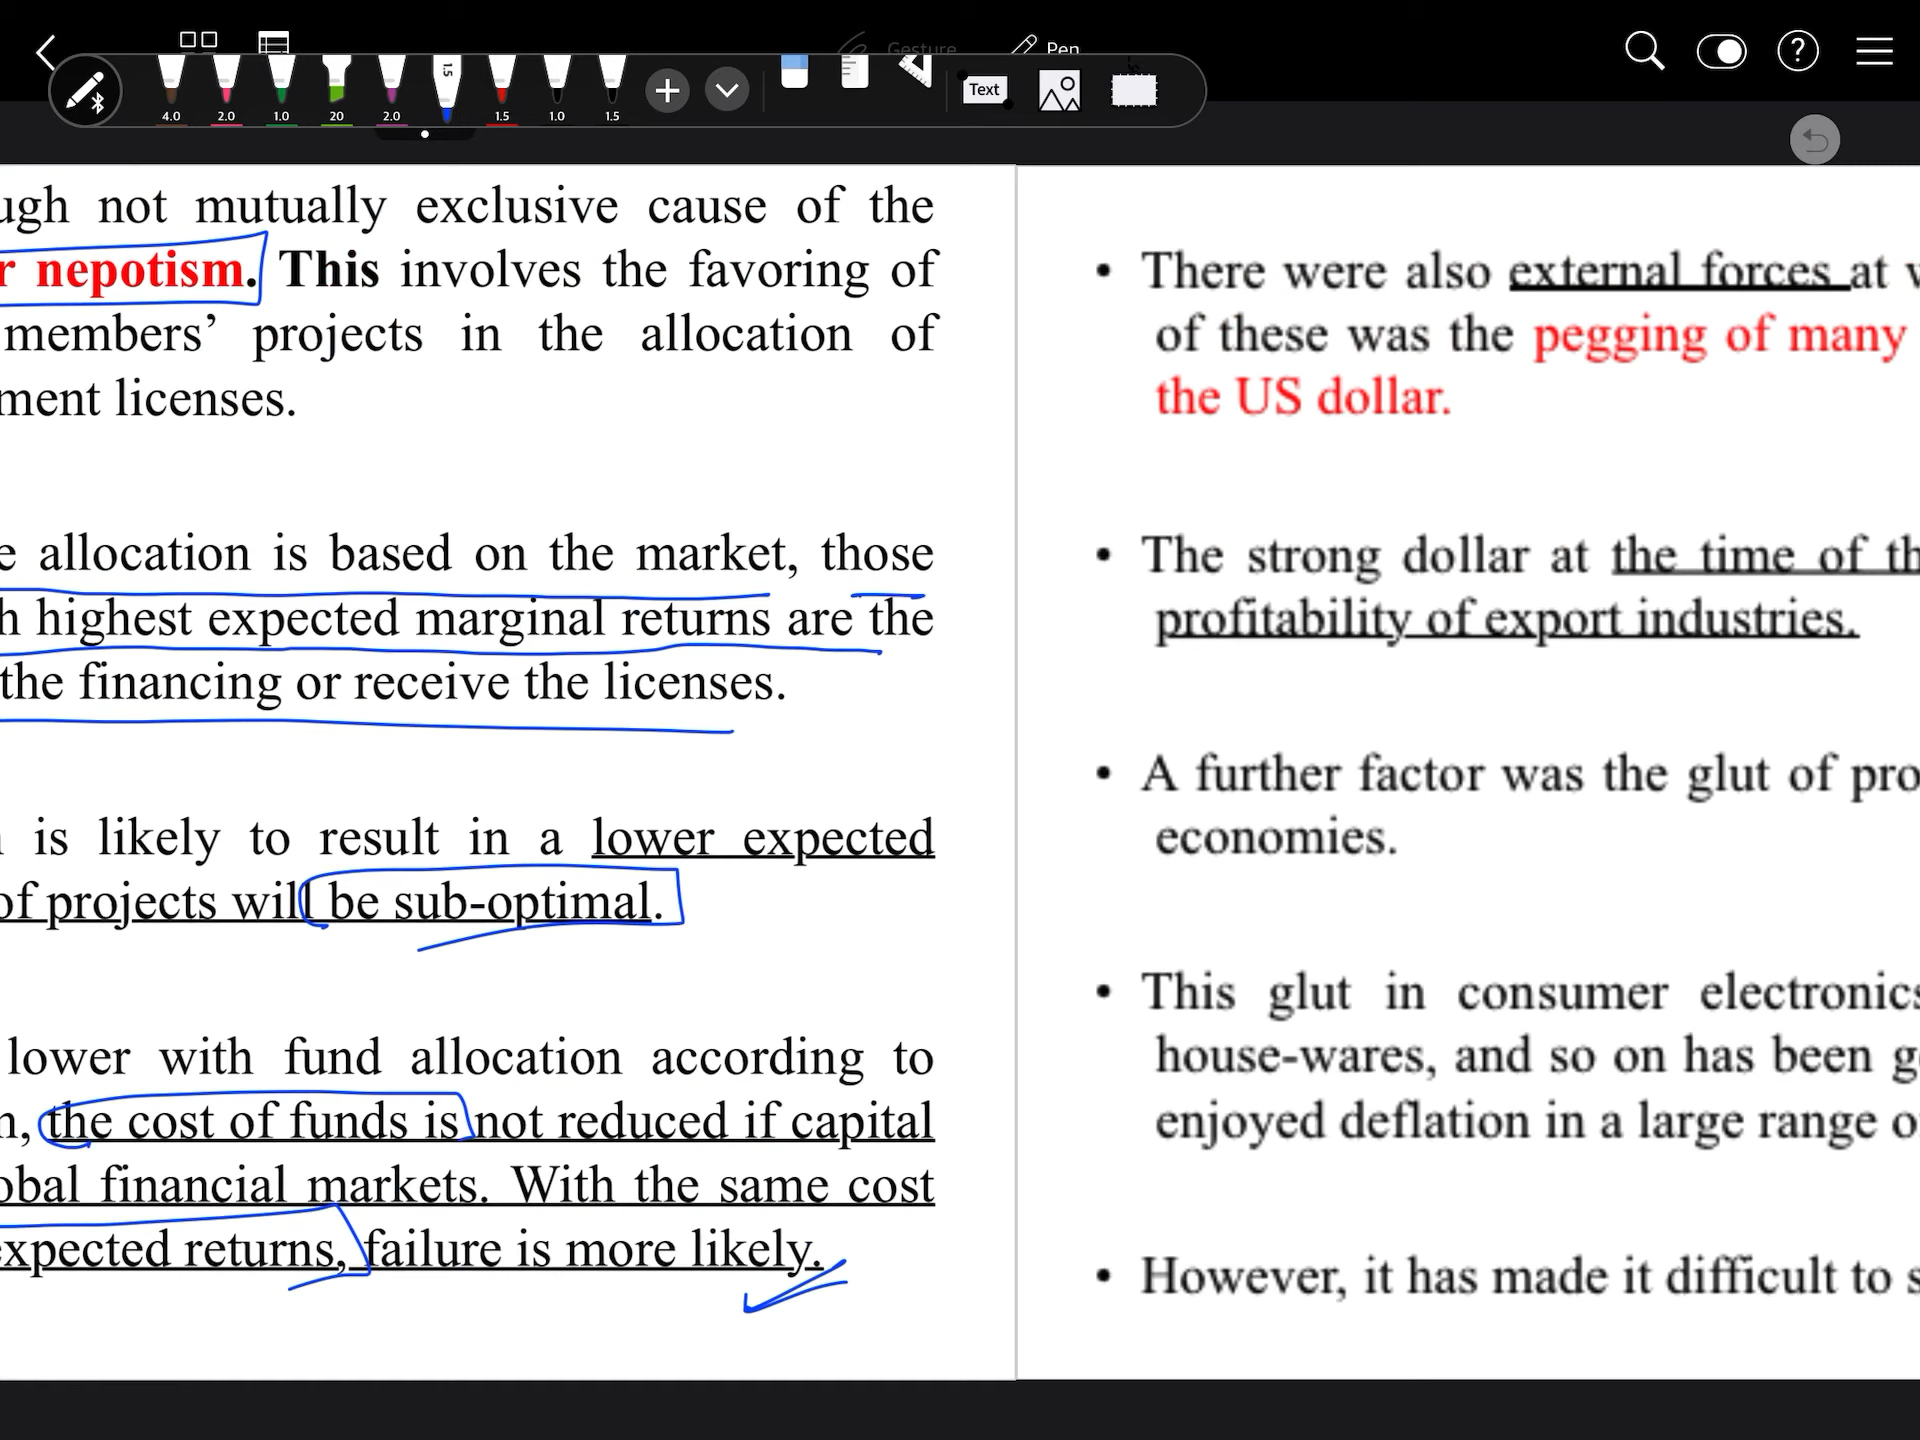 Gesture
Pen
4.0
2.0
1.0
20
2.0
1.5
1.5
1.0
1.5
Text
ugh not mutually exclusive cause of the
r nepotism. This involves the favoring of
members’ projects in the allocation of
ment licenses.
e allocation is based on the market, those
h highest expected marginal returns are the
the financing or receive the licenses.
is likely to result in a lower expected
of projects will be sub-optimal.
lower with fund allocation according to
n, the cost of funds is not reduced if capital
obal financial markets. With the same cost
expected returns, failure is more likely.
• There were also external forces at
of these was the pegging of many
the US dollar.
• The strong dollar at the time of th
profitability of export industries.
• A further factor was the glut of pro
economies.
• This glut in consumer electronics
house-wares, and so on has been g
enjoyed deflation in a large range o
• However, it has made it difficult to s